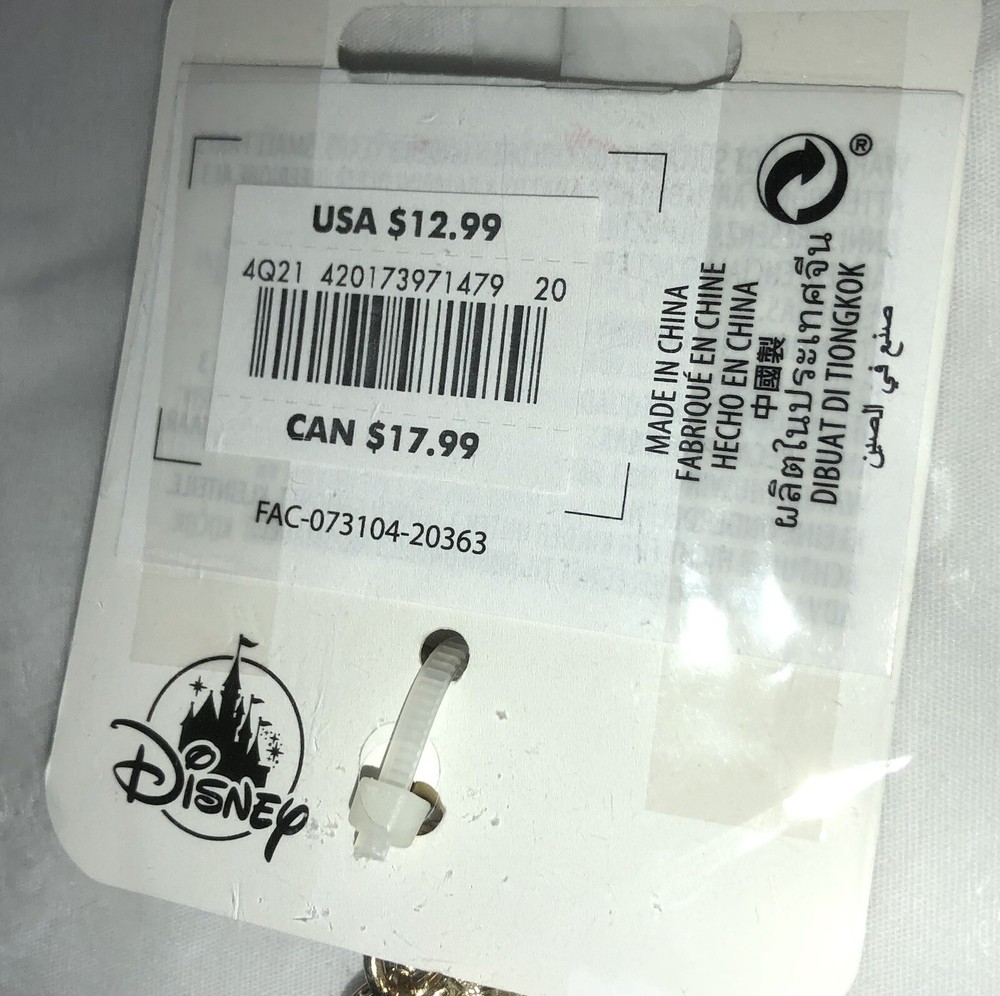 USA $12.99
4Q21 420173971479 20
CAN $17.99
FAC-073104-20363
®
MADE IN CHINA
FABRIQUÉ EN CHINE
HECHO EN CHINA
中國製
ผลิตในประเทศจีน
DIBUAT DI TIONGKOK
صنع في الصين
DISNEY